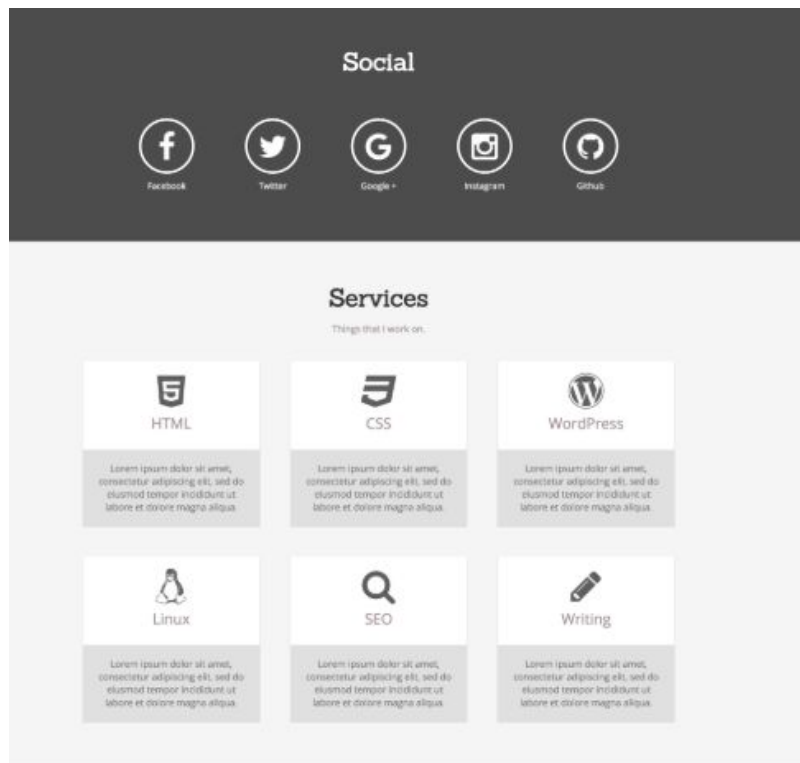 Social
Facebook Twitter Google + Instagram Github
Services
Things that I work on.
HTML CSS WordPress
Lorem ipsum dolor sit amet,
consectetur adipiscing elit, sed do
eiusmod tempor incididunt ut
labore et dolore magna aliqua.
Lorem ipsum dolor sit amet,
consectetur adipiscing elit, sed do
eiusmod tempor incididunt ut
labore et dolore magna aliqua.
Lorem ipsum dolor sit amet,
consectetur adipiscing elit, sed do
eiusmod tempor incididunt ut
labore et dolore magna aliqua.
Linux SEO Writing
Lorem ipsum dolor sit amet,
consectetur adipiscing elit, sed do
eiusmod tempor incididunt ut
labore et dolore magna aliqua.
Lorem ipsum dolor sit amet,
consectetur adipiscing elit, sed do
eiusmod tempor incididunt ut
labore et dolore magna aliqua.
Lorem ipsum dolor sit amet,
consectetur adipiscing elit, sed do
eiusmod tempor incididunt ut
labore et dolore magna aliqua.